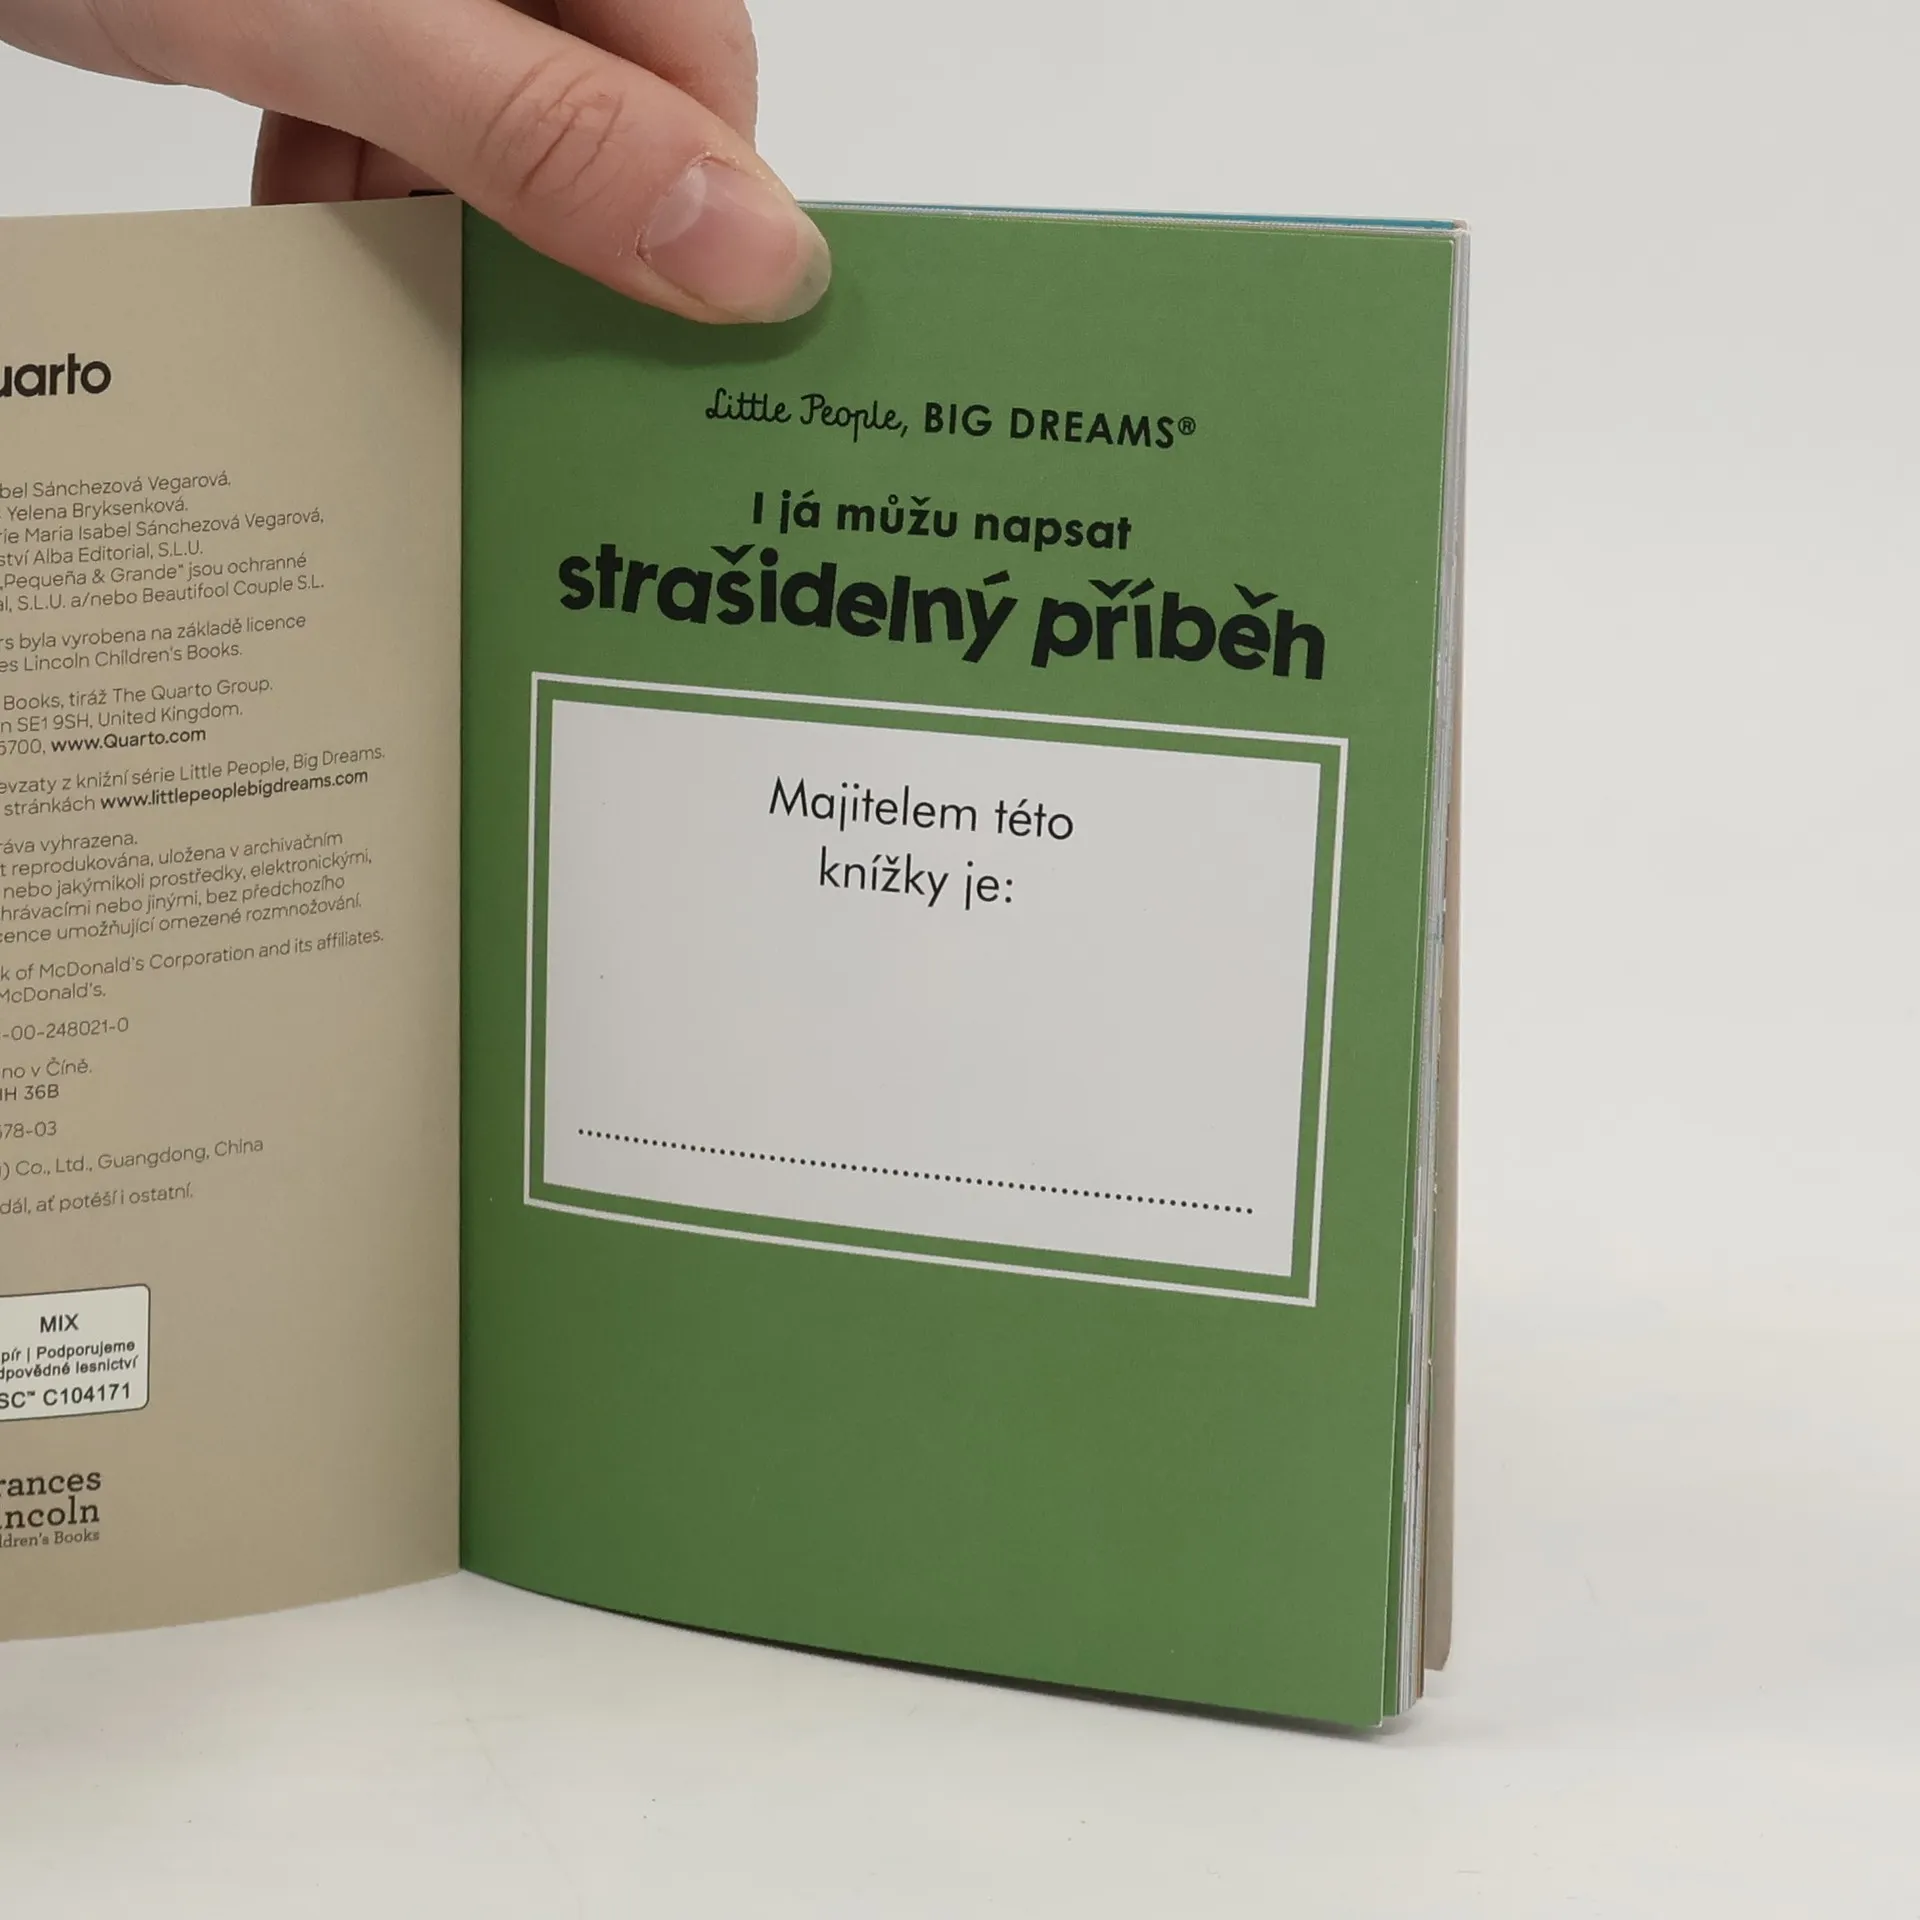 uarto
bel Sánchezová Vegarová,
Yelena Bryksenková.
rie Maria Isabel Sánchezová Vegarová,
ství Alba Editorial, S.L.U.
„Pequeña & Grande" jsou ochranné
al, S.L.U. a/nebo Beautifool Couple S.L.
rs byla vyrobena na základě licence
es Lincoln Children's Books.
Books, tiráž The Quarto Group.
n SE1 9SH, United Kingdom.
5700, www.Quarto.com
evzaty z knižní série Little People, Big Dreams.
stránkách www.littlepeoplebigdreams.com
ráva vyhrazena.
t reprodukována, uložena v archivačním
nebo jakýmikoli prostředky, elektronickými,
hrávacími nebo jinými, bez předchozího
cence umožňující omezené rozmnožování.
k of McDonald's Corporation and its affiliates.
McDonald's.
-00-248021-0
no v Číně.
IH 36B
578-03
) Co., Ltd., Guangdong, China
dál, ať potěší i ostatní.
MIX
pír | Podporujeme
dpovědné lesnictví
SC™ C104171
rances
incoln
ldren's Books
Little People, BIG DREAMS®
I já můžu napsat
strašidelný příběh
Majitelem této
knížky je: